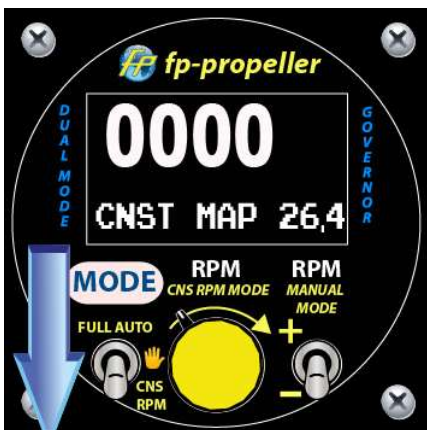 fp-propeller
DUAL MODE
GOVERNOR
0000
CNST MAP 26,4
MODE
RPM
CNS RPM MODE
RPM
MANUAL
MODE
FULL AUTO
CNS
RPM
+
−